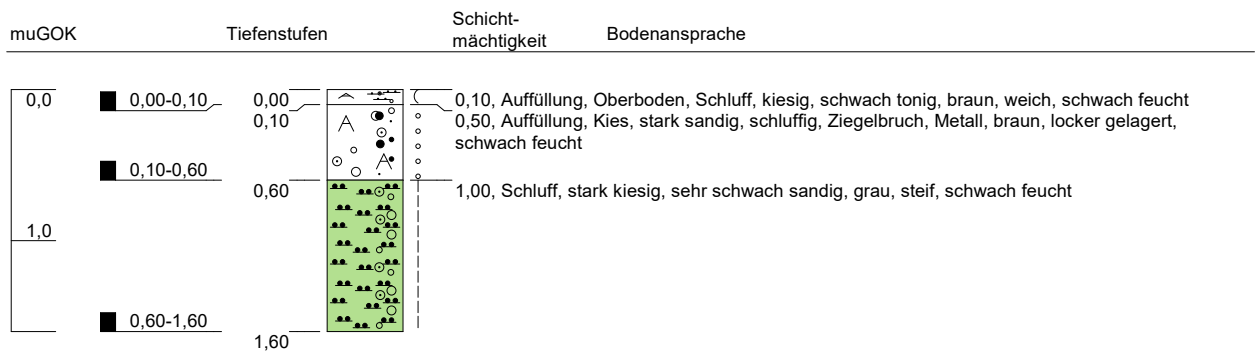 muGOK Tiefenstufen Schicht-
mächtigkeit Bodenansprache
0,0 0,00-0,10 0,00 0,10, Auffüllung, Oberboden, Schluff, kiesig, schwach tonig, braun, weich, schwach feucht
0,10 0,50, Auffüllung, Kies, stark sandig, schluffig, Ziegelbruch, Metall, braun, locker gelagert,
schwach feucht
0,10-0,60
0,60 1,00, Schluff, stark kiesig, sehr schwach sandig, grau, steif, schwach feucht
1,0
0,60-1,60
1,60